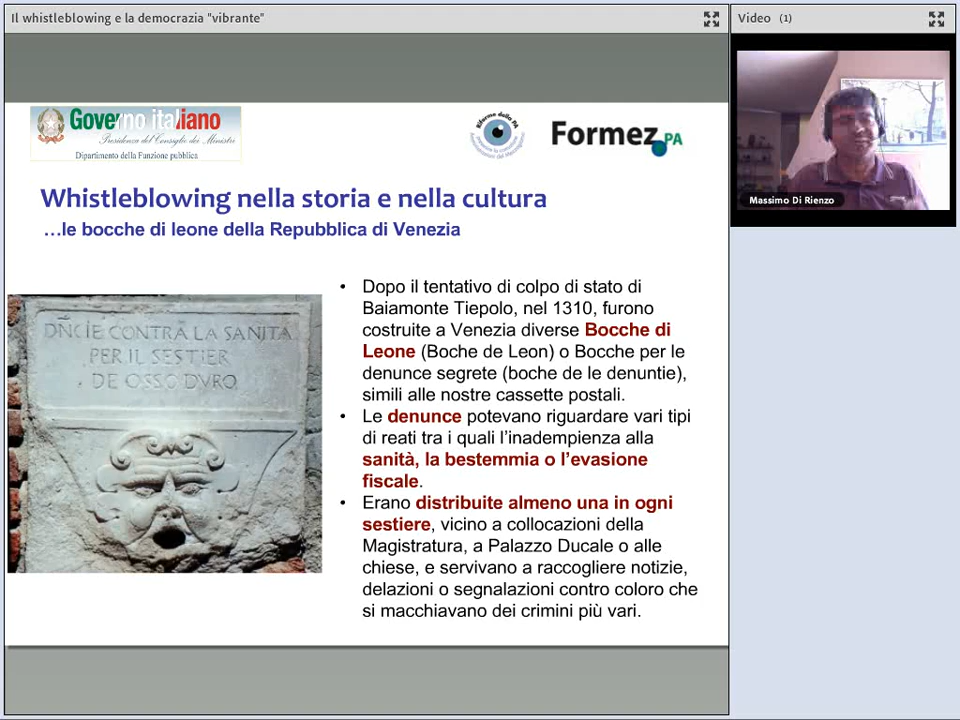 Il whistleblowing e la democrazia "vibrante"
Video (1)
Governo italiano
Presidenza del Consiglio dei Ministri
Dipartimento della Funzione pubblica
Riforma della PA
Formez PA
Massimo Di Rienzo
Whistleblowing nella storia e nella cultura
…le bocche di leone della Repubblica di Venezia
DÑCIE CONTRA LA SANITÀ
PER IL SESTIER
DE OSSO DVRO
• Dopo il tentativo di colpo di stato di
Baiamonte Tiepolo, nel 1310, furono
costruite a Venezia diverse Bocche di
Leone (Boche de Leon) o Bocche per le
denunce segrete (boche de le denuntie),
simili alle nostre cassette postali.
• Le denunce potevano riguardare vari tipi
di reati tra i quali l'inadempienza alla
sanità, la bestemmia o l'evasione
fiscale.
• Erano distribuite almeno una in ogni
sestiere, vicino a collocazioni della
Magistratura, a Palazzo Ducale o alle
chiese, e servivano a raccogliere notizie,
delazioni o segnalazioni contro coloro che
si macchiavano dei crimini più vari.